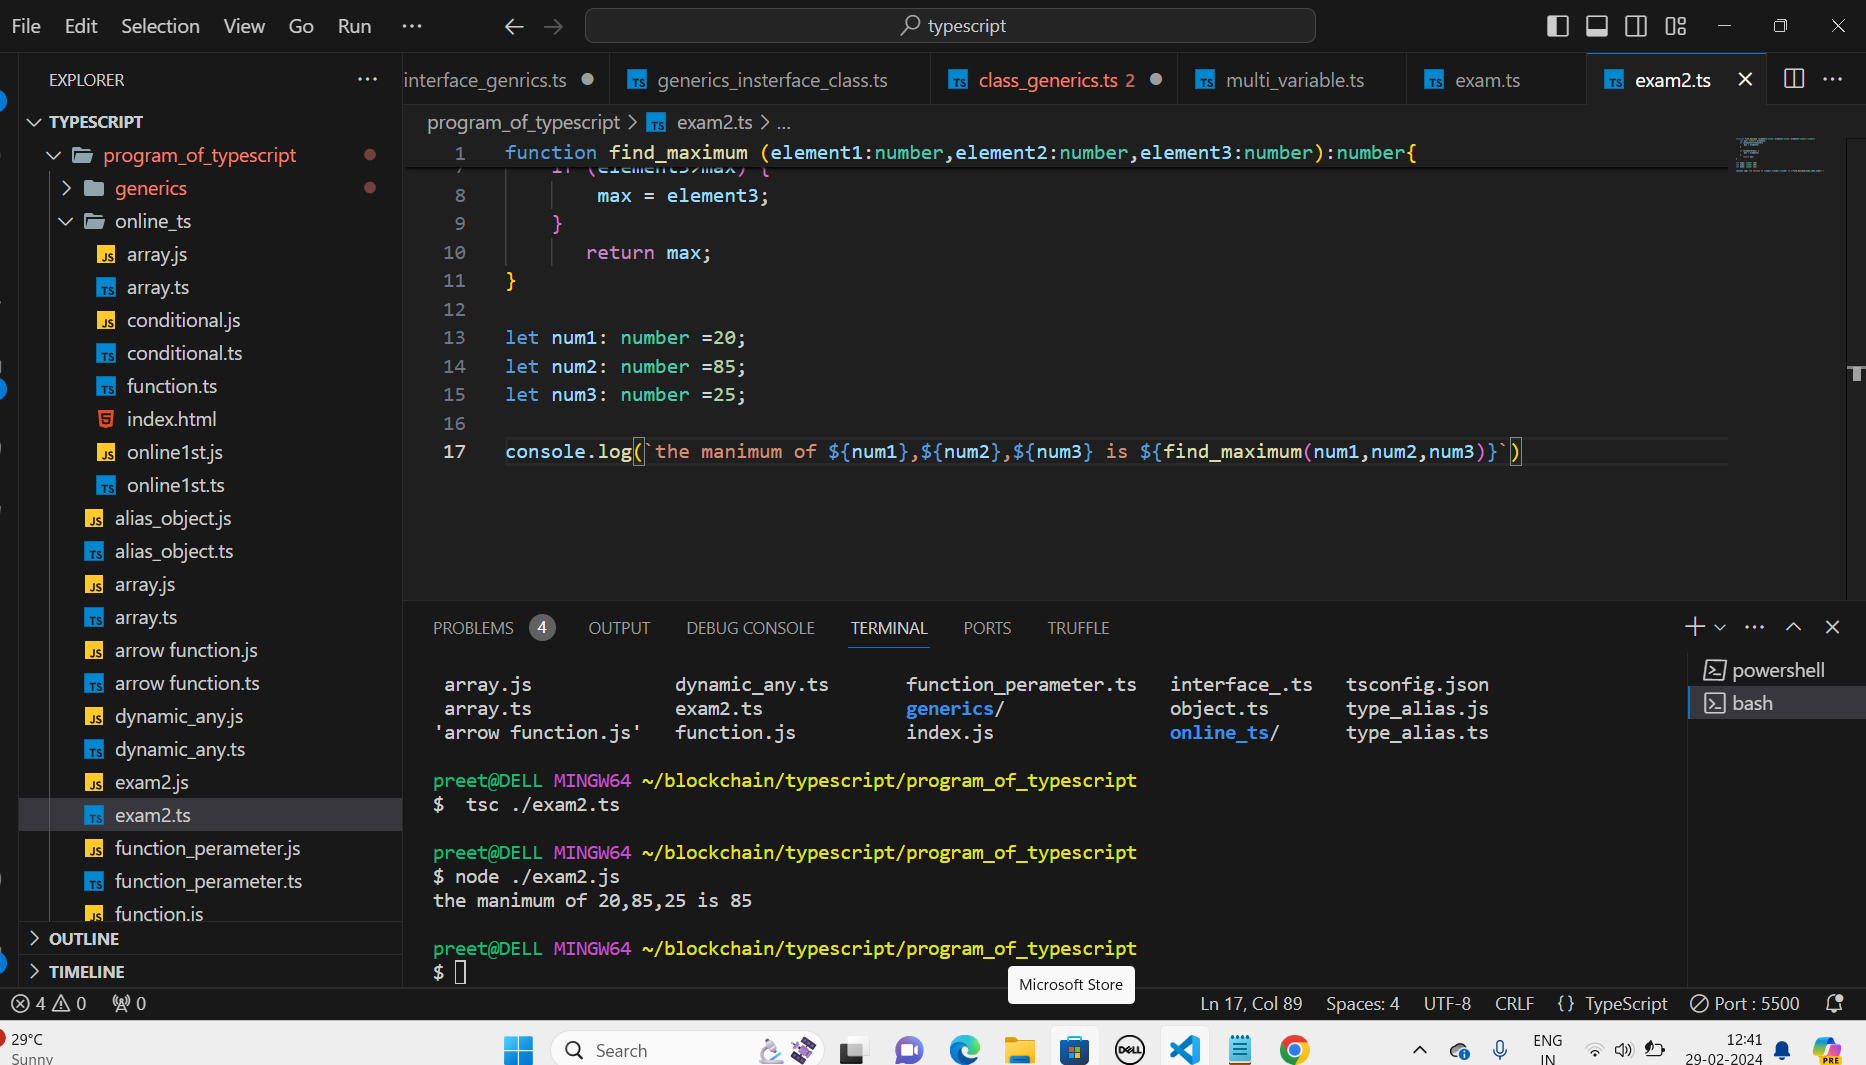 File Edit Selection View Go Run ···
typescript
EXPLORER
TYPESCRIPT
program_of_typescript
generics
online_ts
array.js
array.ts
conditional.js
conditional.ts
function.ts
index.html
online1st.js
online1st.ts
alias_object.js
alias_object.ts
array.js
array.ts
arrow function.js
arrow function.ts
dynamic_any.js
dynamic_any.ts
exam2.js
exam2.ts
function_perameter.js
function_perameter.ts
function.js
OUTLINE
TIMELINE
interface_genrics.ts generics_insterface_class.ts class_generics.ts 2 multi_variable.ts exam.ts exam2.ts
program_of_typescript > exam2.ts > ...
1 function find_maximum (element1:number,element2:number,element3:number):number{
7 if (element3>max) {
8 max = element3;
9 }
10 return max;
11 }
12
13 let num1: number =20;
14 let num2: number =85;
15 let num3: number =25;
16
17 console.log(`the manimum of ${num1},${num2},${num3} is ${find_maximum(num1,num2,num3)}`)
PROBLEMS 4 OUTPUT DEBUG CONSOLE TERMINAL PORTS TRUFFLE
array.js dynamic_any.ts function_perameter.ts interface_.ts tsconfig.json
array.ts exam2.ts generics/ object.ts type_alias.js
'arrow function.js' function.js index.js online_ts/ type_alias.ts
preet@DELL MINGW64 ~/blockchain/typescript/program_of_typescript
$ tsc ./exam2.ts
preet@DELL MINGW64 ~/blockchain/typescript/program_of_typescript
$ node ./exam2.js
the manimum of 20,85,25 is 85
preet@DELL MINGW64 ~/blockchain/typescript/program_of_typescript
$
powershell
bash
Microsoft Store
4 0 0
Ln 17, Col 89 Spaces: 4 UTF-8 CRLF {} TypeScript Port : 5500
29°C
Sunny
Search
DELL
ENG
IN
12:41
29-02-2024
PRE